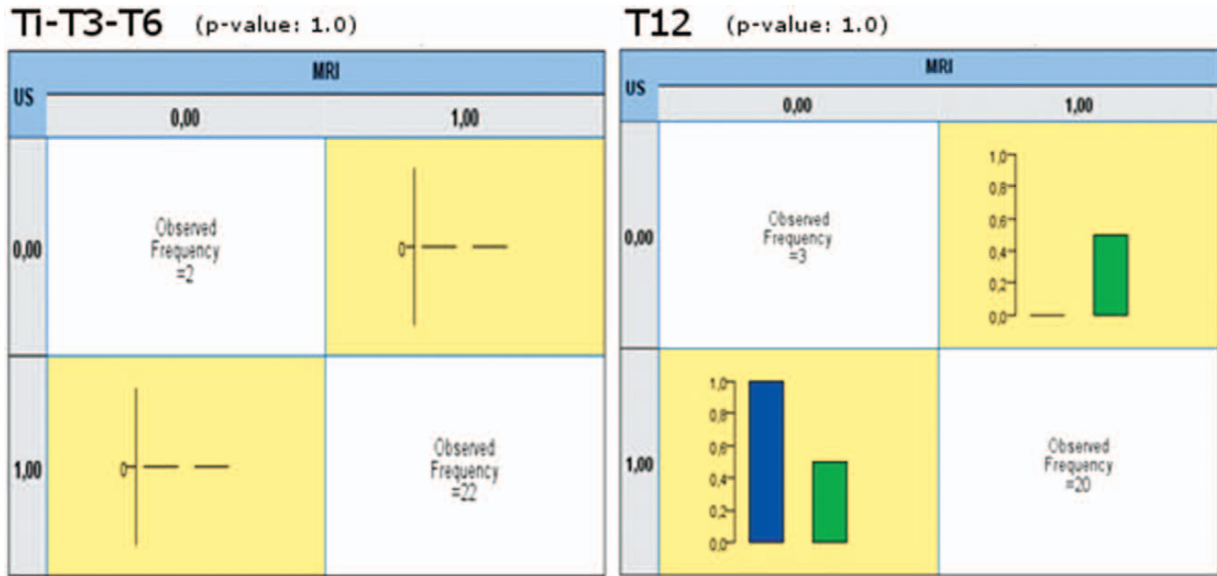 Ti-T3-T6 (p-value: 1.0)
US
MRI
0,00 1,00
0,00
Observed
Frequency
=2
0
1,00
0
Observed
Frequency
=22
T12 (p-value: 1.0)
US
MRI
0,00 1,00
0,00
Observed
Frequency
=3
1,0
0,8
0,6
0,4
0,2
0,0
1,00
1,0
0,8
0,6
0,4
0,2
0,0
Observed
Frequency
=20